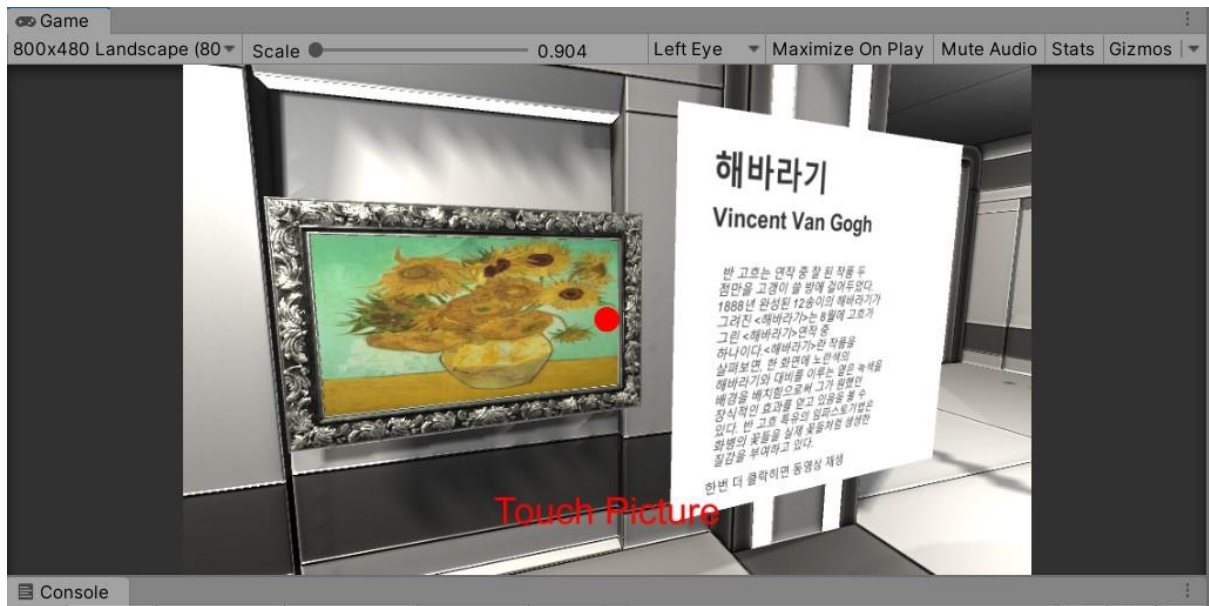 Game
800x480 Landscape (80
Scale
0.904
Left Eye
Maximize On Play
Mute Audio
Stats
Gizmos
해바라기
Vincent Van Gogh
반 고흐는 연작 중 잘 된 작품 두
점만을 고갱이 쓸 방에 걸어두었다.
1888년 완성된 12송이의 해바라기가
그려진 <해바라기>는 8월에 고흐가
그린 <해바라기>연작 중
하나이다.<해바라기>란 작품을
살펴보면, 한 화면에 노란색의
해바라기와 대비를 이루는 옅은 녹색을
배경을 배치함으로써 그가 원했던
장식적인 효과를 얻고 있음을 볼 수
있다. 반 고흐 특유의 임파스토기법은
화병의 꽃들을 실제 꽃들처럼 생생한
질감을 부여하고 있다.
한번 더 클락히면 동영상 재생
Touch Picture
Console